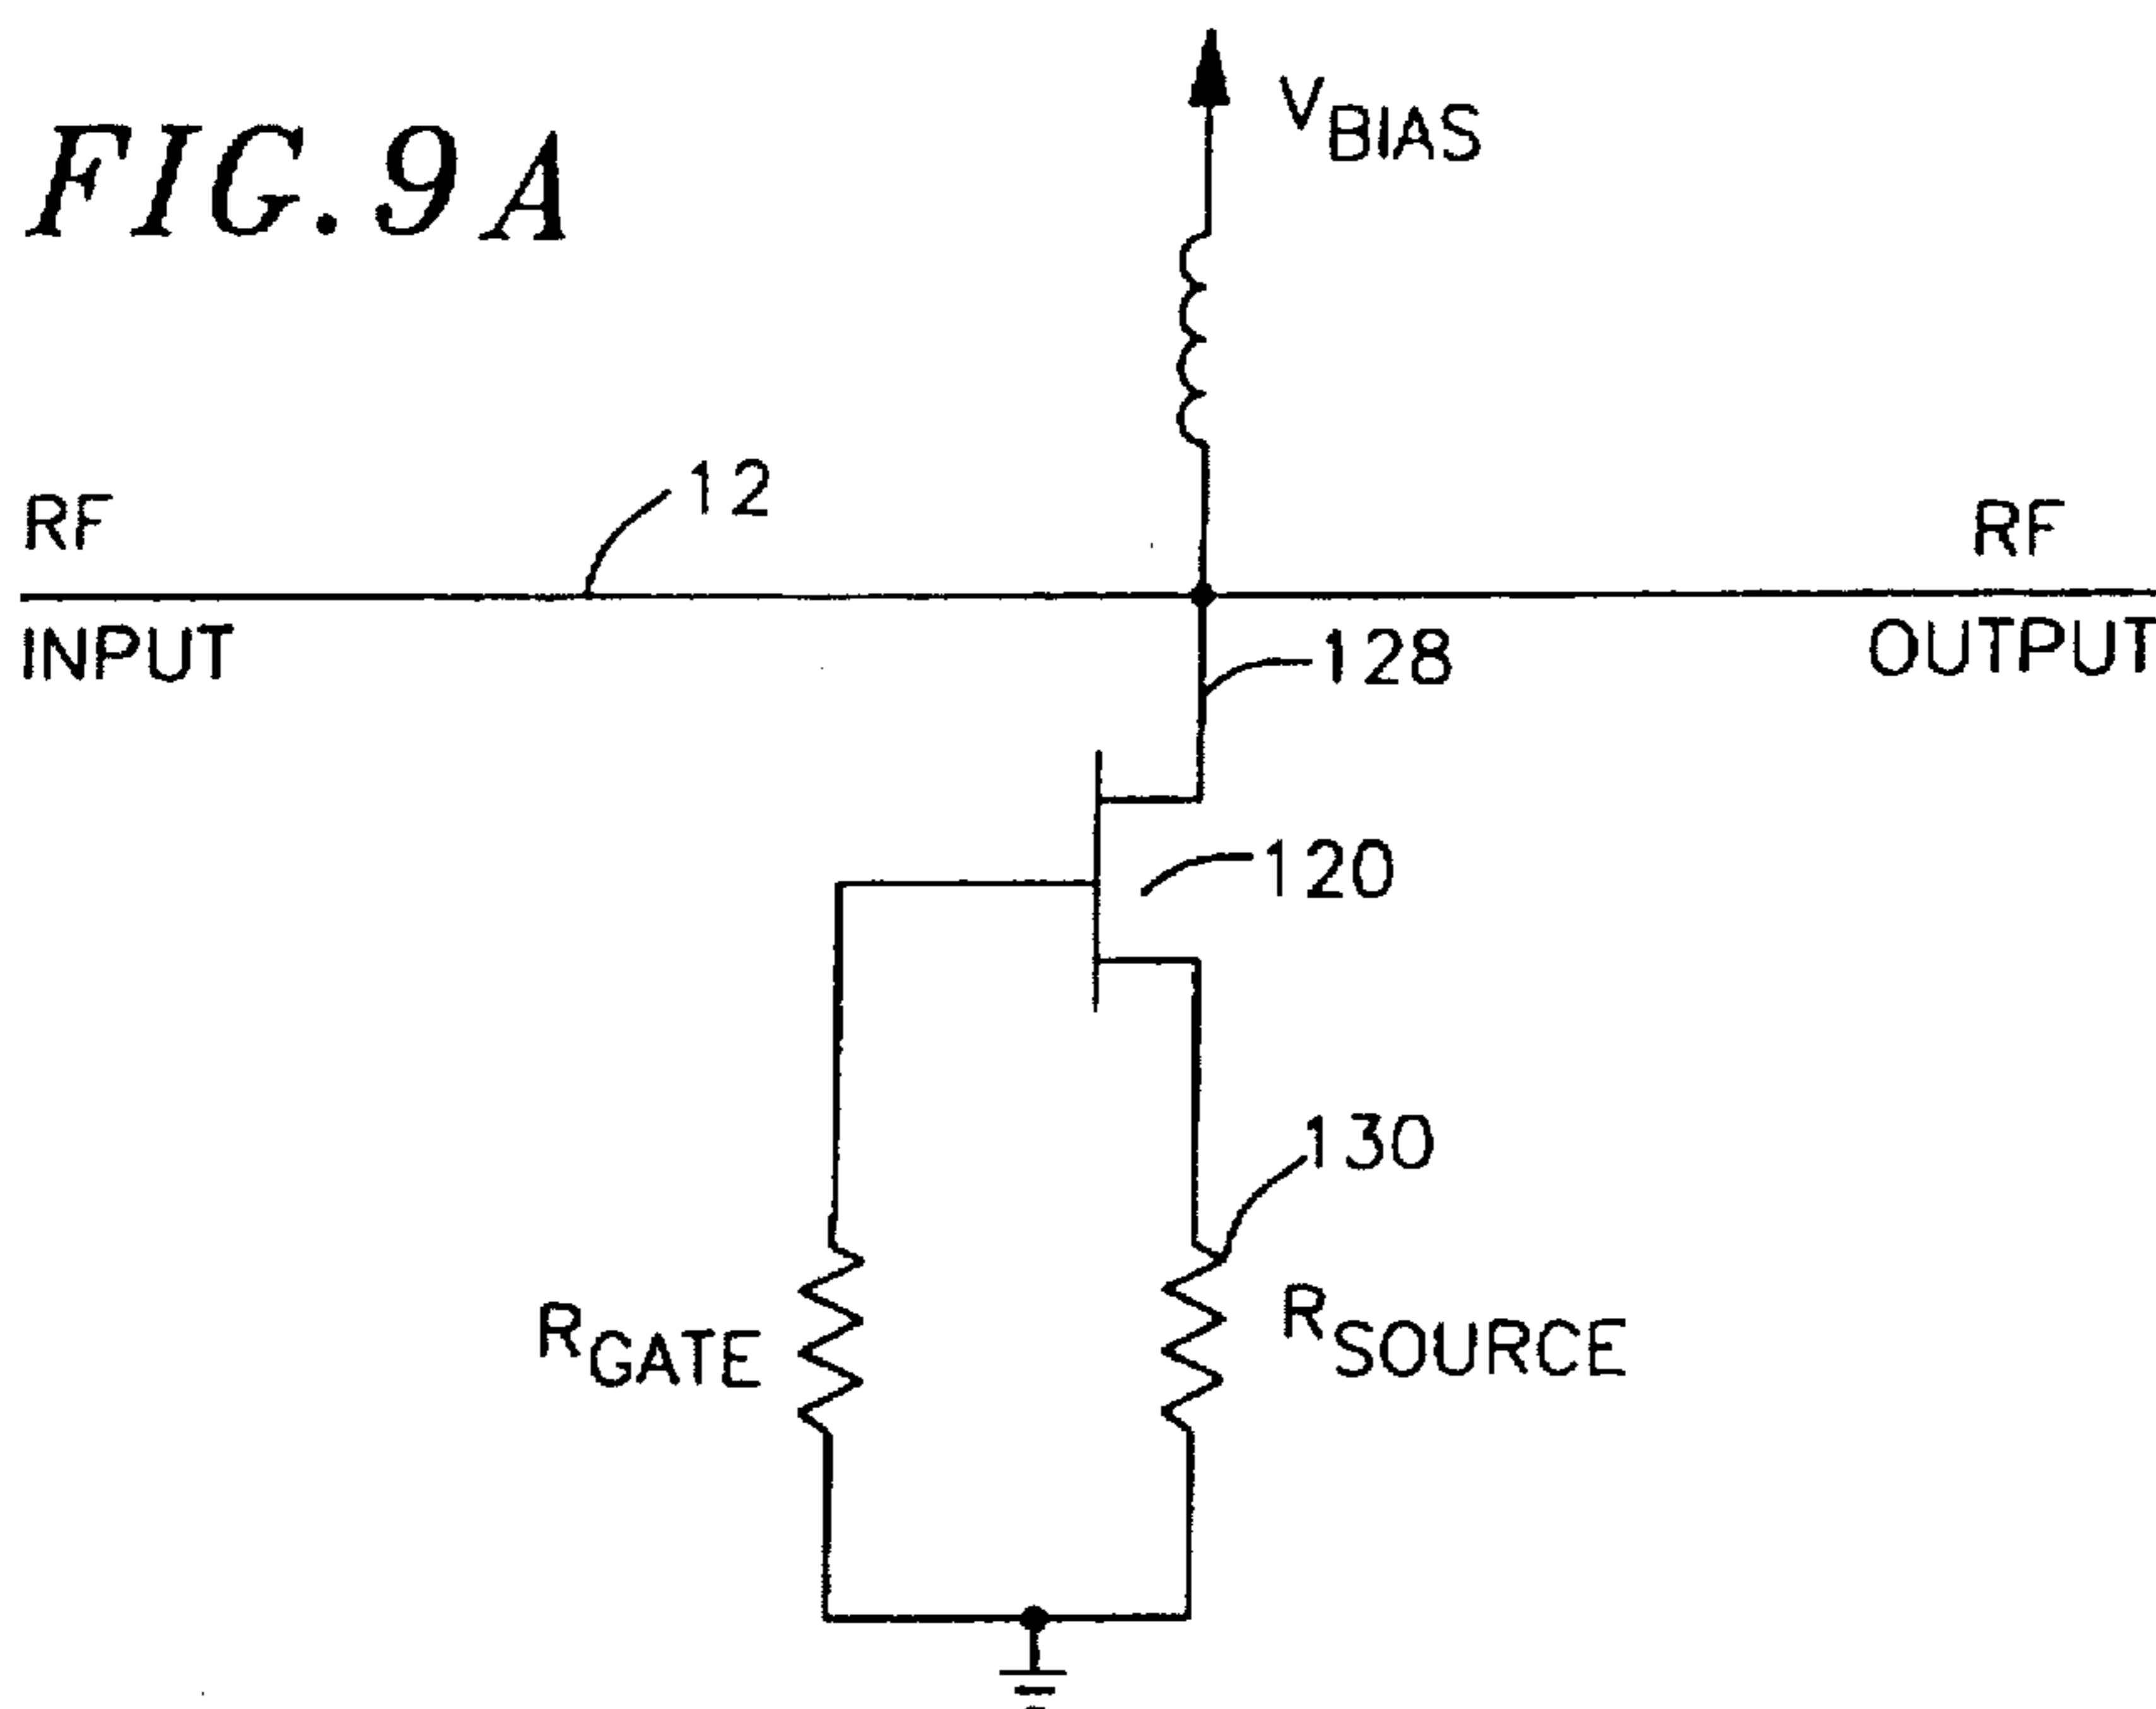 FIG. 9A
VBIAS
12
RF
INPUT
RF
OUTPUT
128
120
130
RGATE
RSOURCE